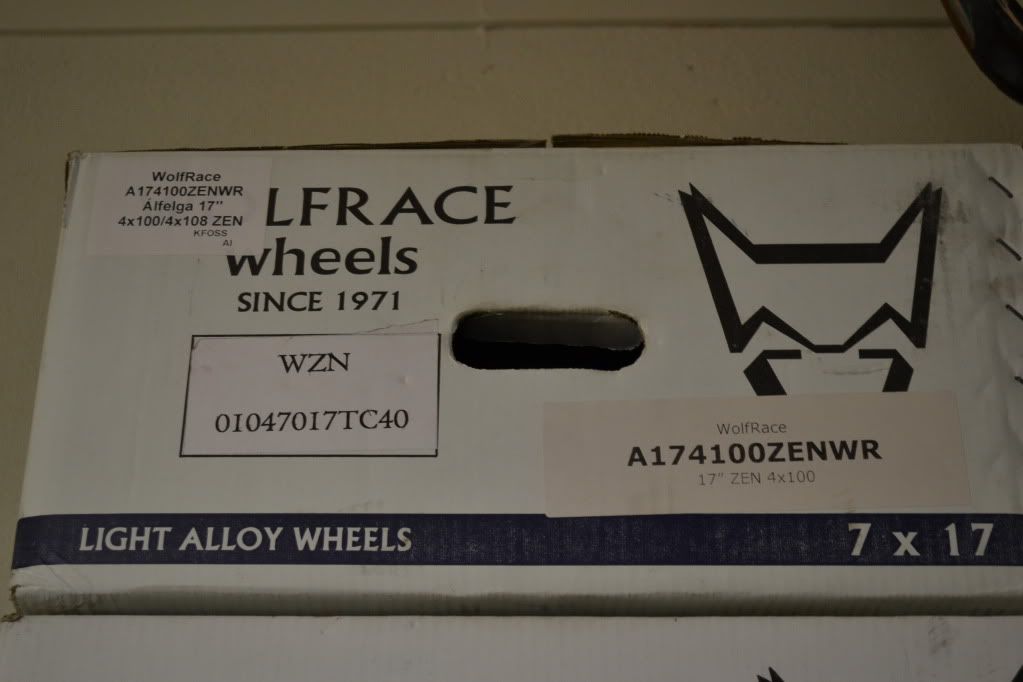 WolfRace
A174100ZENWR
Álfelga 17"
4x100/4x108 ZEN
KFOSS
AI
LFRACE
wheels
SINCE 1971
WZN
01047017TC40
WolfRace
A174100ZENWR
17" ZEN 4x100
LIGHT ALLOY WHEELS
7 x 17